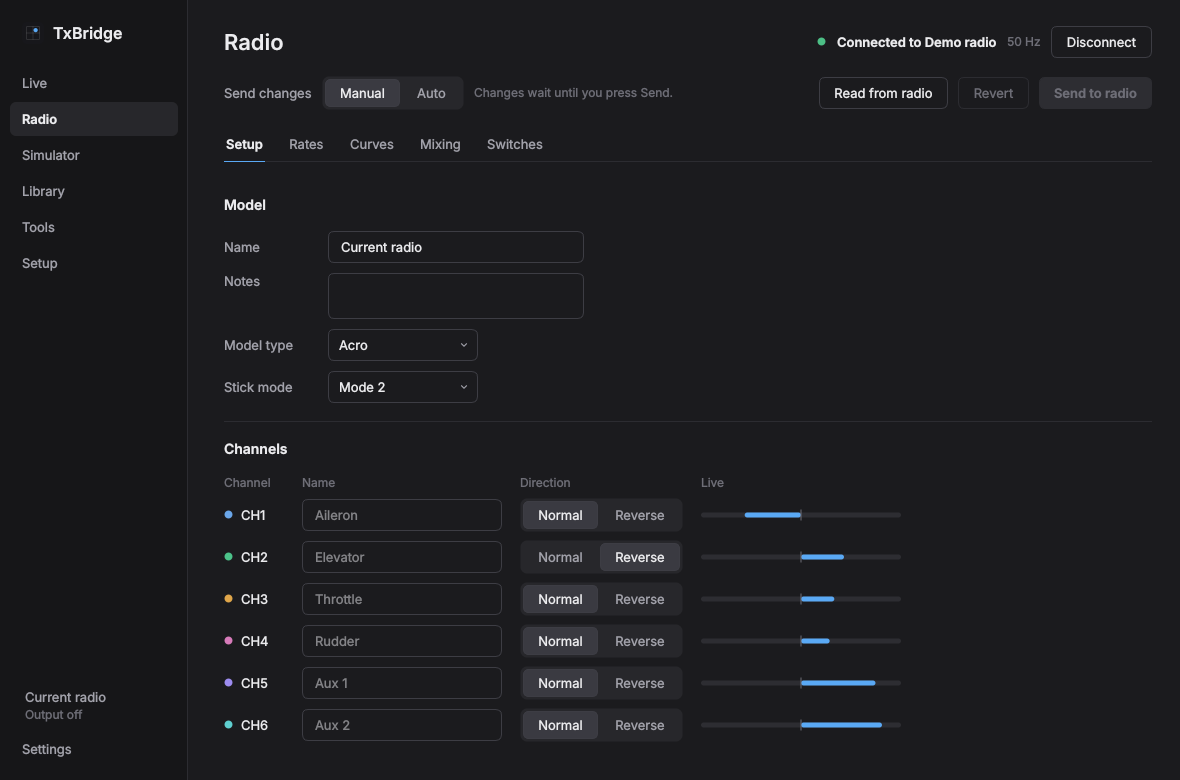 TxBridge
Live
Radio
Simulator
Library
Tools
Setup
Current radio
Output off
Settings
Radio
Connected to Demo radio 50 Hz Disconnect
Send changes Manual Auto Changes wait until you press Send. Read from radio Revert Send to radio
Setup Rates Curves Mixing Switches
Model
Name Current radio
Notes
Model type Acro
Stick mode Mode 2
Channels
Channel Name Direction Live
CH1 Aileron Normal Reverse
CH2 Elevator Normal Reverse
CH3 Throttle Normal Reverse
CH4 Rudder Normal Reverse
CH5 Aux 1 Normal Reverse
CH6 Aux 2 Normal Reverse